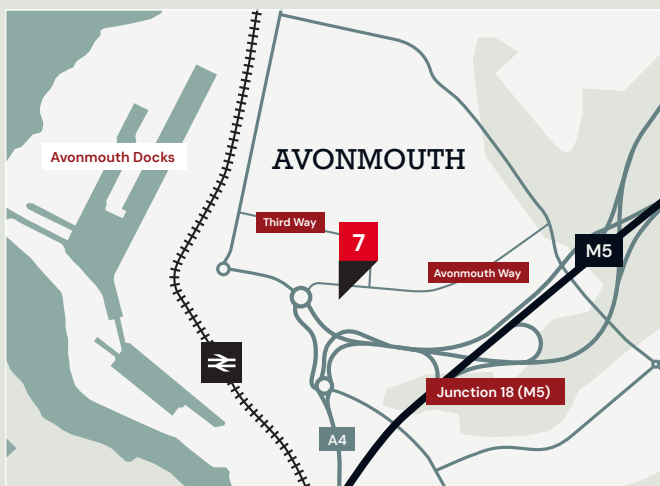 Avonmouth Docks
AVONMOUTH
Third Way
7
M5
Avonmouth Way
Junction 18 (M5)
A4